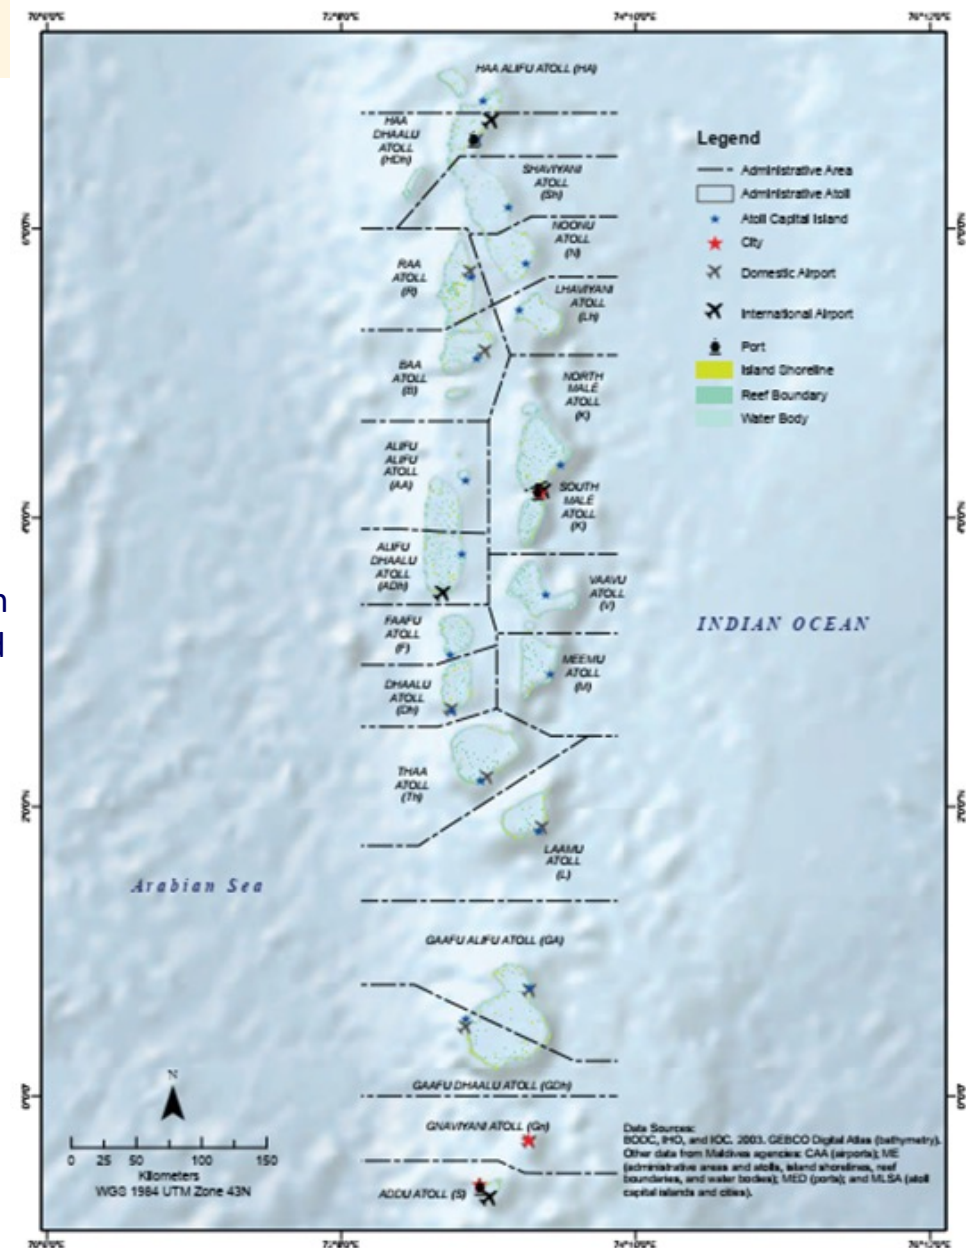 HAA ALIFU ATOLL (HA)
HAA
DHAALU
ATOLL
(HDh)
SHAVIYANI
ATOLL
(Sh)
NOONU
ATOLL
(N)
RAA
ATOLL
(R)
LHAVIYANI
ATOLL
(Lh)
BAA
ATOLL
(B)
NORTH
MALÉ
ATOLL
(K)
ALIFU
ALIFU
ATOLL
(AA)
SOUTH
MALÉ
ATOLL
(K)
ALIFU
DHAALU
ATOLL
(ADh)
VAAVU
ATOLL
(V)
FAAFU
ATOLL
(F)
MEEMU
ATOLL
(M)
DHAALU
ATOLL
(Dh)
THAA
ATOLL
(Th)
LAAMU
ATOLL
(L)
GAAFU ALIFU ATOLL (GA)
GAAFU DHAALU ATOLL (GDh)
GNAVIYANI ATOLL (Gn)
ADDU ATOLL (S)
Legend
Administrative Area
Administrative Atoll
Atoll Capital Island
City
Domestic Airport
International Airport
Port
Island Shoreline
Reef Boundary
Water Body
INDIAN OCEAN
Arabian Sea
N
0 25 50 100 150
Kilometers
WGS 1984 UTM Zone 43N
Data Sources:
BODC, IHO, and IOC. 2003. GEBCO Digital Atlas (bathymetry).
Other data from Maldives agencies: CAA (airports); ME
(administrative areas and atolls, island shorelines, reef
boundaries, and water bodies); MED (ports); and MLSA (atoll
capital islands and cities).